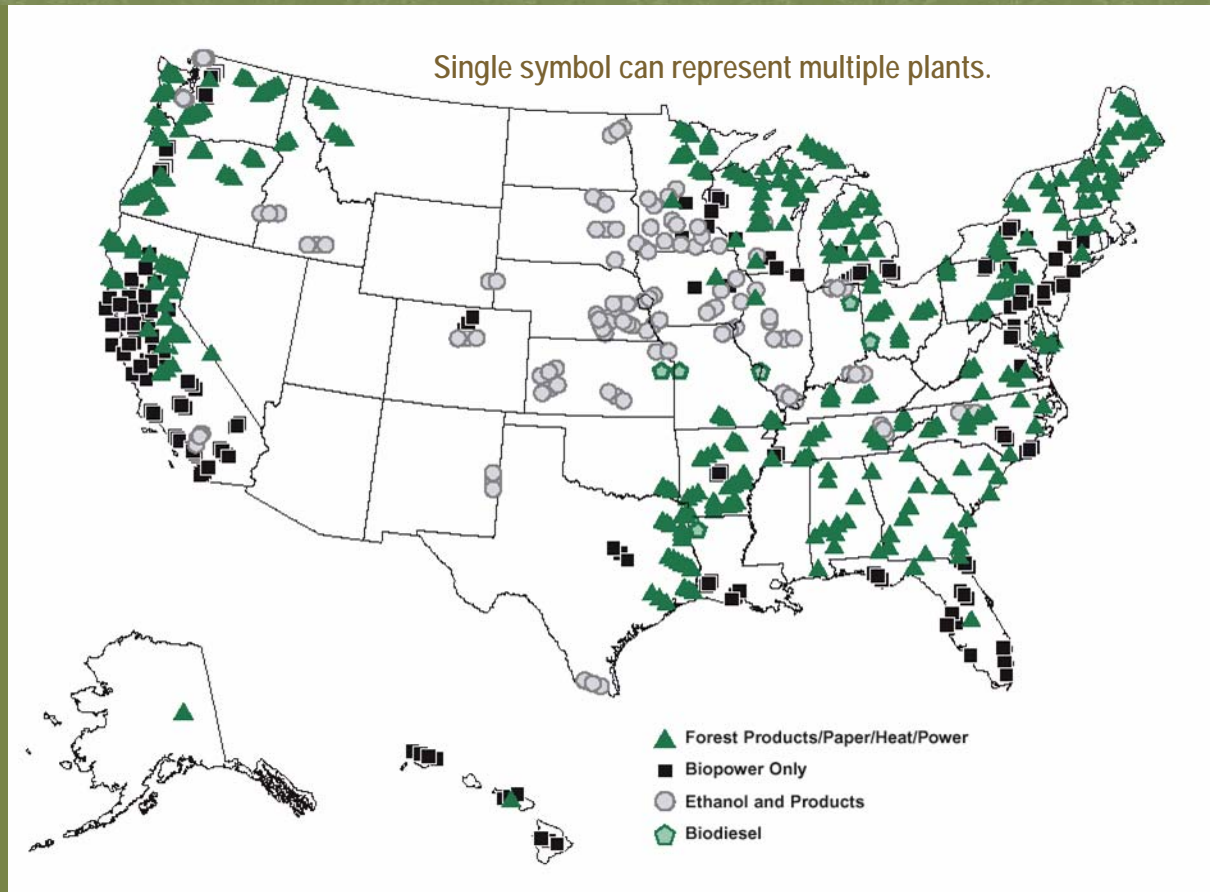 Single symbol can represent multiple plants.
Forest Products/Paper/Heat/Power
Biopower Only
Ethanol and Products
Biodiesel